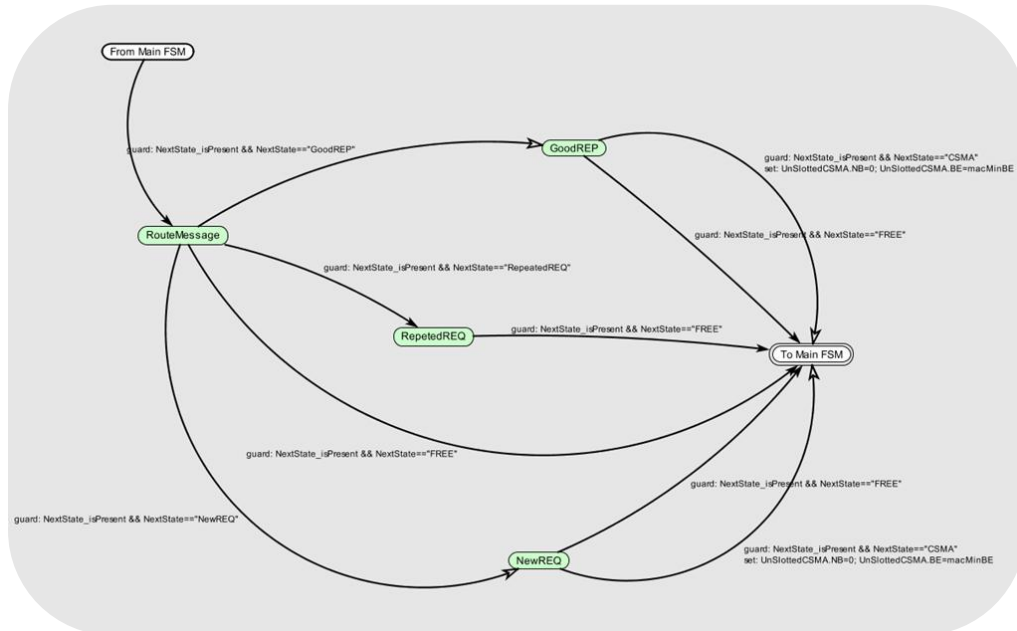 From Main FSM
guard: NextState_isPresent && NextState=="GoodREP"
GoodREP
guard: NextState_isPresent && NextState=="CSMA"
set: UnSlottedCSMA.NB=0; UnSlottedCSMA.BE=macMinBE
RouteMessage
guard: NextState_isPresent && NextState=="FREE"
guard: NextState_isPresent && NextState=="RepeatedREQ"
RepetedREQ
guard: NextState_isPresent && NextState=="FREE"
To Main FSM
guard: NextState_isPresent && NextState=="FREE"
guard: NextState_isPresent && NextState=="FREE"
guard: NextState_isPresent && NextState=="NewREQ"
NewREQ
guard: NextState_isPresent && NextState=="CSMA"
set: UnSlottedCSMA.NB=0; UnSlottedCSMA.BE=macMinBE